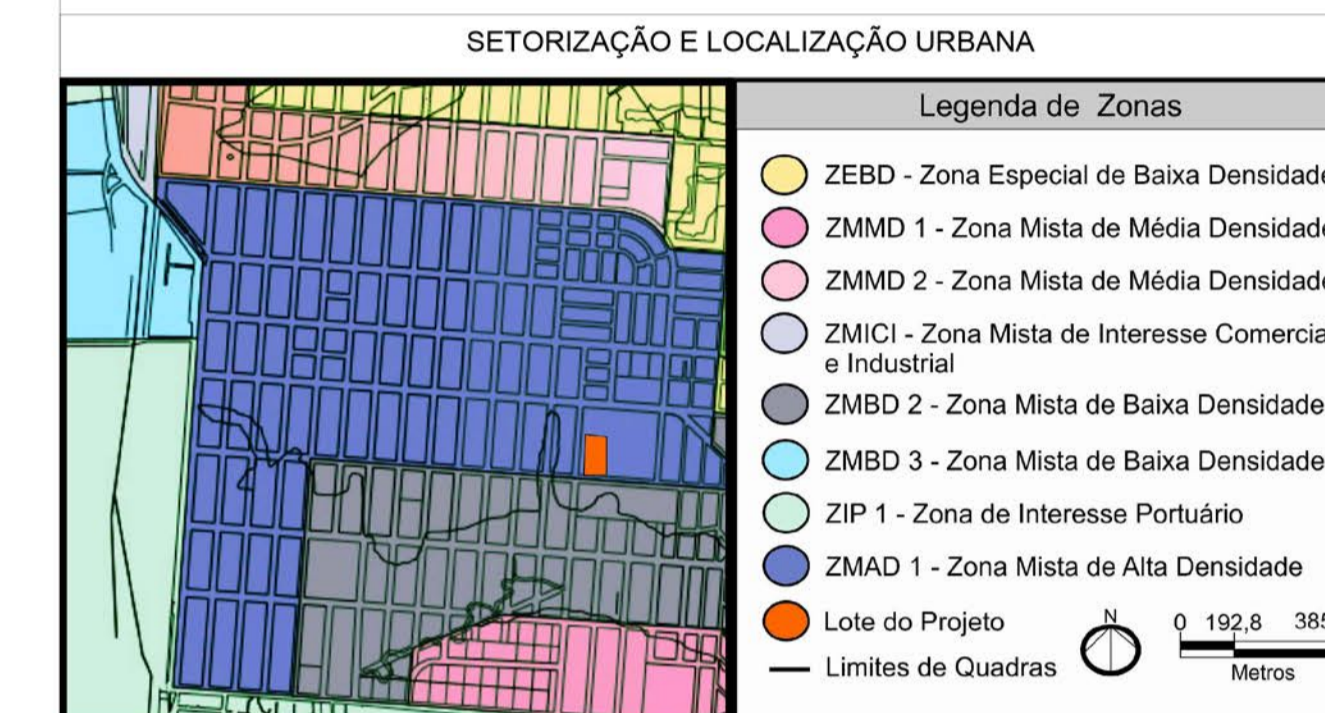 SETORIZAÇÃO E LOCALIZAÇÃO URBANA
Legenda de Zonas
ZEBD - Zona Especial de Baixa Densidade
ZMMD 1 - Zona Mista de Média Densidade
ZMMD 2 - Zona Mista de Média Densidade
ZMICI - Zona Mista de Interesse Comercia
e Industrial
ZMBD 2 - Zona Mista de Baixa Densidade
ZMBD 3 - Zona Mista de Baixa Densidade
ZIP 1 - Zona de Interesse Portuário
ZMAD 1 - Zona Mista de Alta Densidade
Lote do Projeto
N
0 192,8 385
Limites de Quadras
Metros